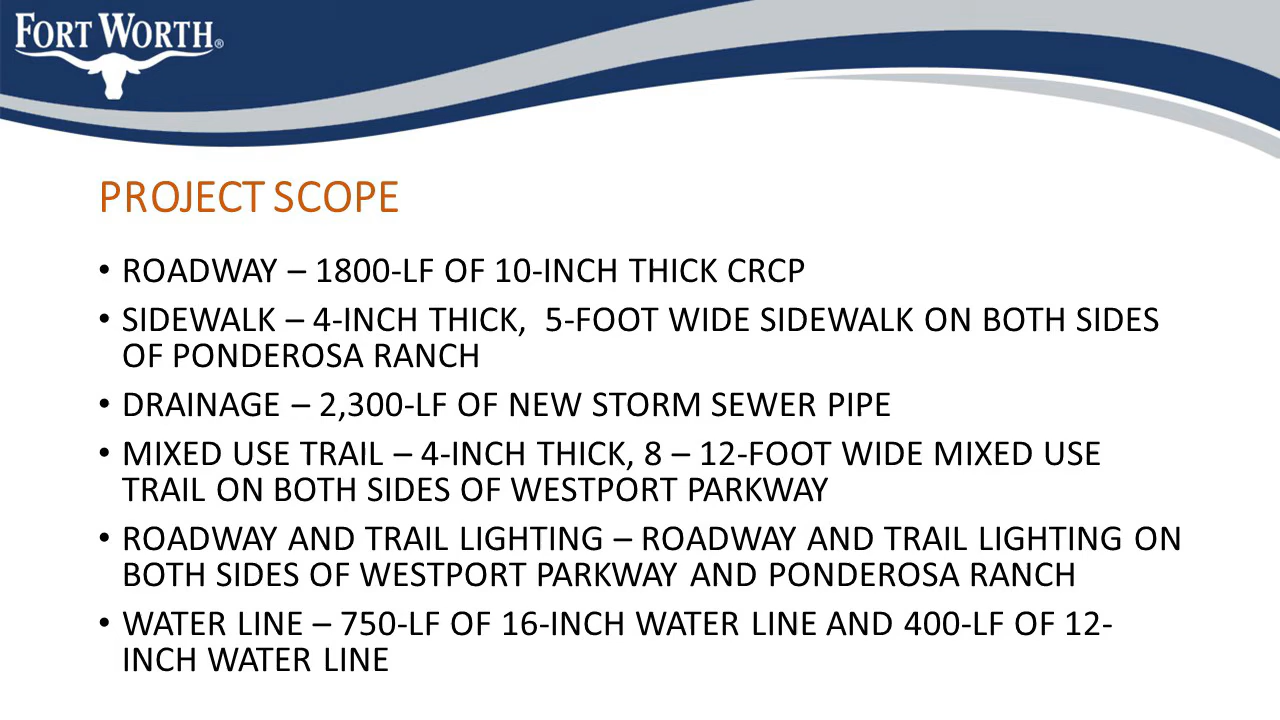 FORT WORTH®
PROJECT SCOPE
• ROADWAY – 1800-LF OF 10-INCH THICK CRCP
• SIDEWALK – 4-INCH THICK,  5-FOOT WIDE SIDEWALK ON BOTH SIDES
OF PONDEROSA RANCH
• DRAINAGE – 2,300-LF OF NEW STORM SEWER PIPE
• MIXED USE TRAIL – 4-INCH THICK, 8 – 12-FOOT WIDE MIXED USE
TRAIL ON BOTH SIDES OF WESTPORT PARKWAY
• ROADWAY AND TRAIL LIGHTING – ROADWAY AND TRAIL LIGHTING ON
BOTH SIDES OF WESTPORT PARKWAY AND PONDEROSA RANCH
• WATER LINE – 750-LF OF 16-INCH WATER LINE AND 400-LF OF 12-
INCH WATER LINE